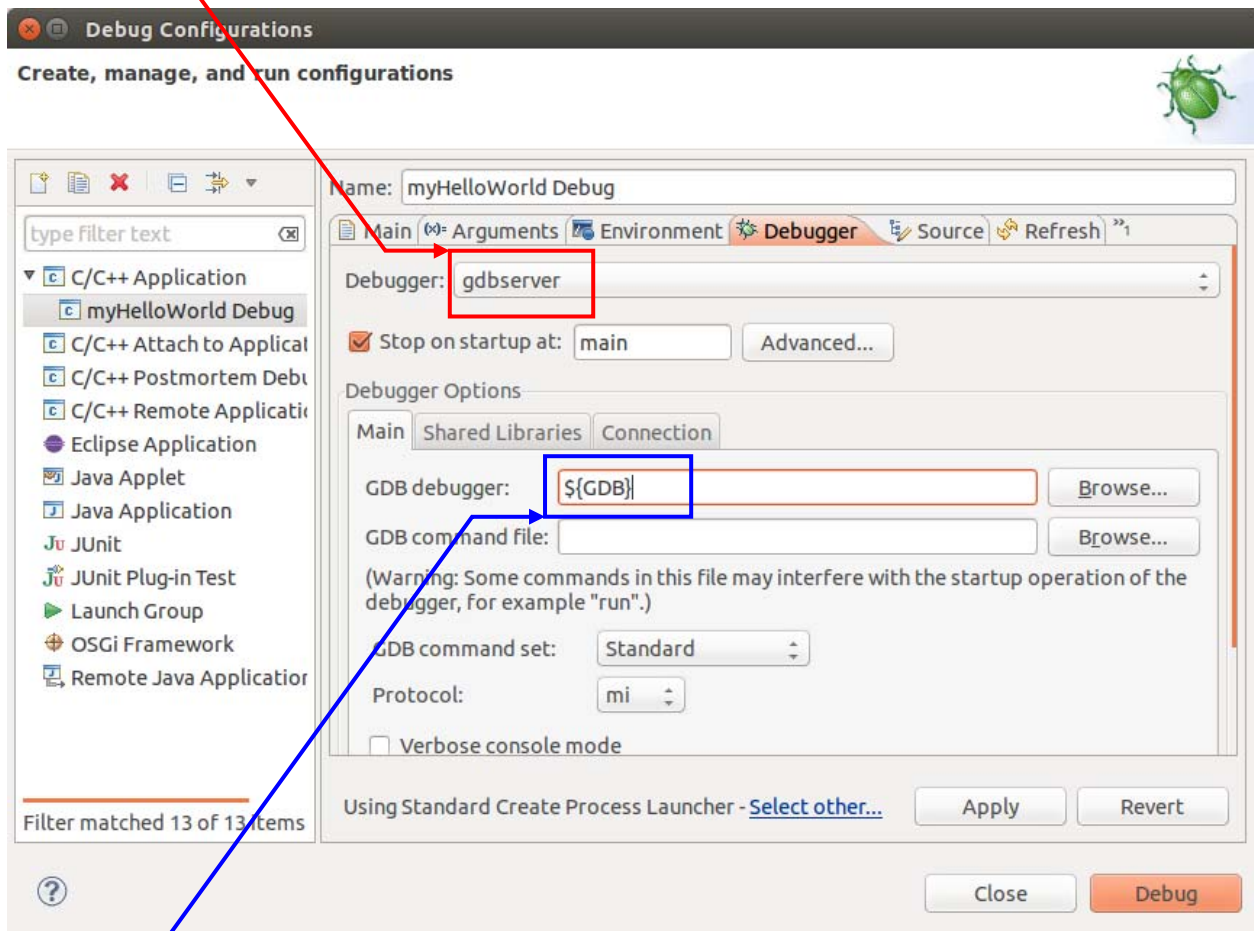 Debug Configurations
Create, manage, and run configurations
Name: myHelloWorld Debug
type filter text
Main (x)= Arguments Environment Debugger Source Refresh »1
C/C++ Application
myHelloWorld Debug
C/C++ Attach to Applicat
C/C++ Postmortem Debu
C/C++ Remote Applicatio
Eclipse Application
Java Applet
Java Application
Ju JUnit
Jü JUnit Plug-in Test
Launch Group
OSGi Framework
Remote Java Application
Filter matched 13 of 13 items
Debugger: gdbserver
Stop on startup at: main Advanced...
Debugger Options
Main Shared Libraries Connection
GDB debugger: ${GDB} Browse...
GDB command file: Browse...
(Warning: Some commands in this file may interfere with the startup operation of the
debugger, for example "run".)
GDB command set: Standard
Protocol: mi
Verbose console mode
Using Standard Create Process Launcher - Select other... Apply Revert
? Close Debug